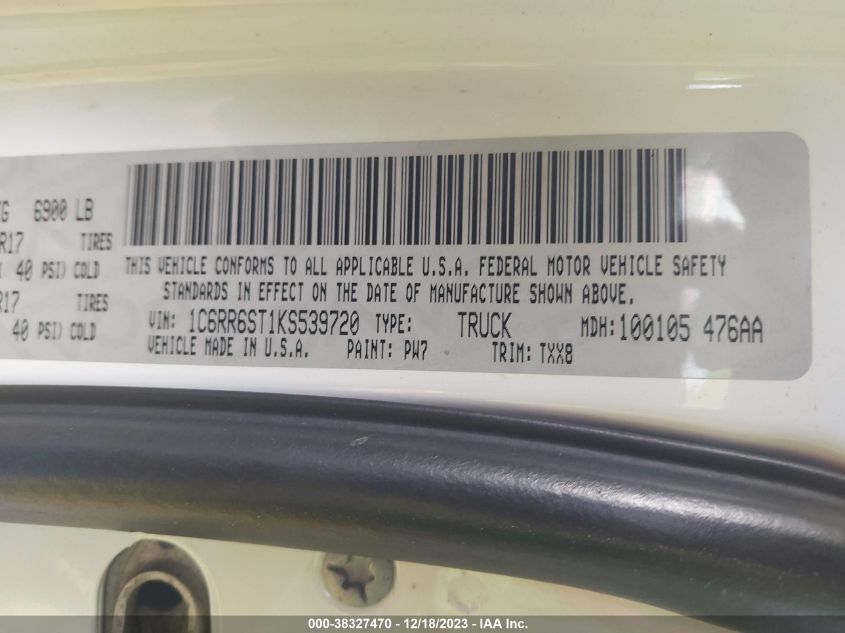 G 6900 LB
R17 TIRES
40 PSI) COLD
R17 TIRES
40 PSI) COLD
THIS VEHICLE CONFORMS TO ALL APPLICABLE U.S.A. FEDERAL MOTOR VEHICLE SAFETY
STANDARDS IN EFFECT ON THE DATE OF MANUFACTURE SHOWN ABOVE.
VIN: 1C6RR6ST1KS539720 TYPE: TRUCK MDH: 100105 476AA
VEHICLE MADE IN U.S.A. PAINT: PW7 TRIM: TXX8
000-38327470 - 12/18/2023 - IAA Inc.